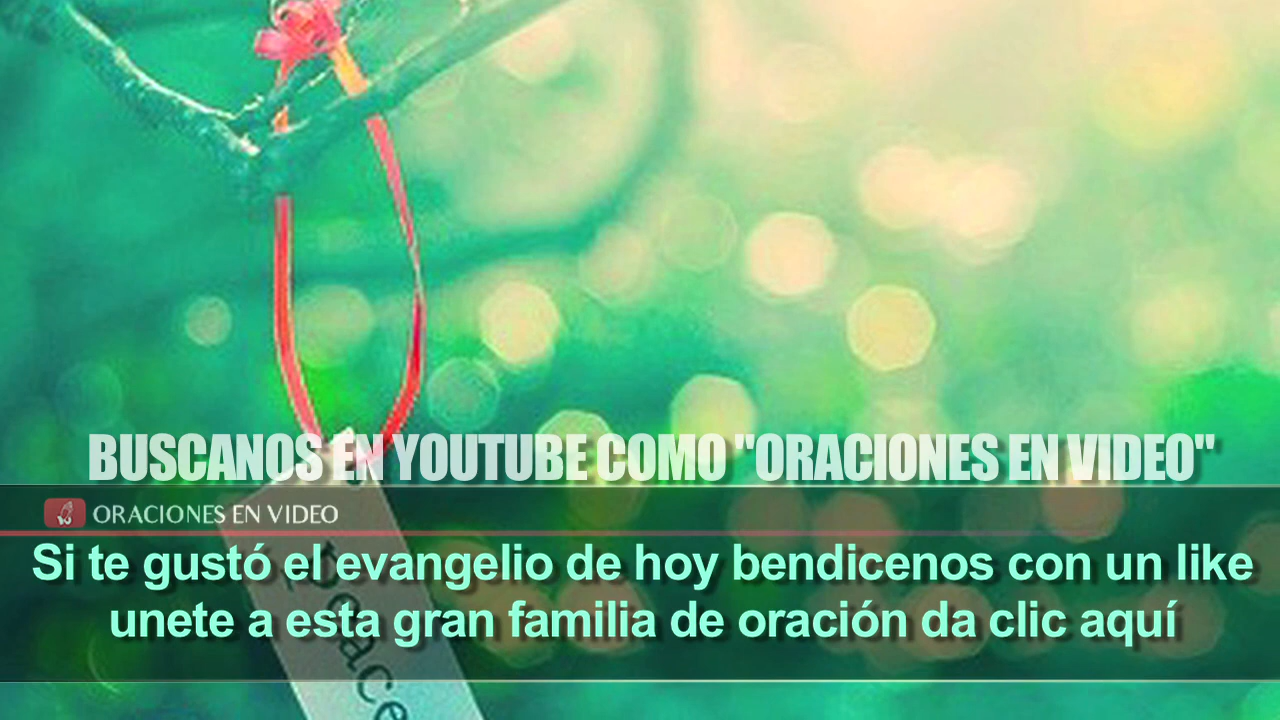 BUSCANOS EN YOUTUBE COMO "ORACIONES EN VIDEO"
ORACIONES EN VIDEO
Si te gustó el evangelio de hoy bendicenos con un like
unete a esta gran familia de oración da clic aquí
peace